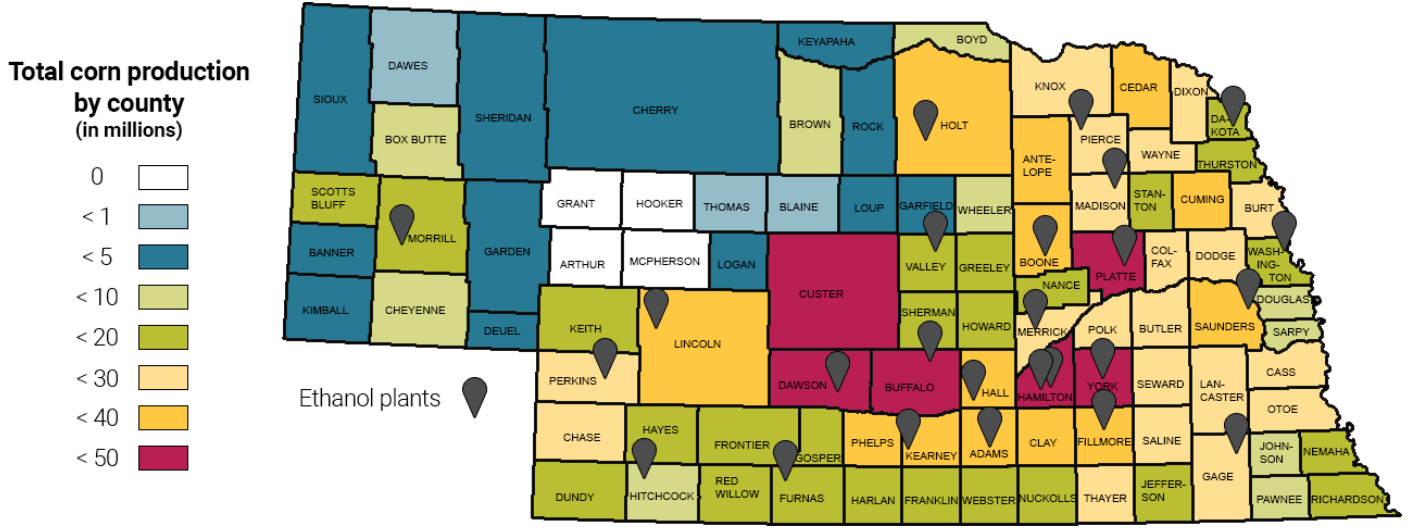 Total corn production
by county
(in millions)
0
< 1
< 5
< 10
< 20
< 30
< 40
< 50
Ethanol plants
SIOUX
DAWES
BOX BUTTE
SHERIDAN
CHERRY
KEYAPAHA
BROWN
ROCK
BOYD
HOLT
KNOX
CEDAR
DIXON
DA-
KOTA
PIERCE
WAYNE
THURSTON
ANTE-
LOPE
SCOTTS
BLUFF
MORRILL
GARDEN
GRANT
HOOKER
THOMAS
BLAINE
LOUP
GARFIELD
WHEELER
MADISON
STAN-
TON
CUMING
BURT
BANNER
ARTHUR
MCPHERSON
LOGAN
CUSTER
VALLEY
GREELEY
BOONE
PLATTE
COL-
FAX
DODGE
WASH-
ING-
TON
KIMBALL
CHEYENNE
DEUEL
KEITH
LINCOLN
SHERMAN
HOWARD
NANCE
MERRICK
POLK
BUTLER
SAUNDERS
DOUGLAS
SARPY
PERKINS
DAWSON
BUFFALO
HALL
HAMILTON
YORK
SEWARD
LAN-
CASTER
CASS
OTOE
CHASE
HAYES
FRONTIER
GOSPER
PHELPS
KEARNEY
ADAMS
CLAY
FILLMORE
SALINE
GAGE
JOHN-
SON
NEMAHA
DUNDY
HITCHCOCK
RED
WILLOW
FURNAS
HARLAN
FRANKLIN
WEBSTER
NUCKOLLS
THAYER
JEFFER-
SON
PAWNEE
RICHARDSON